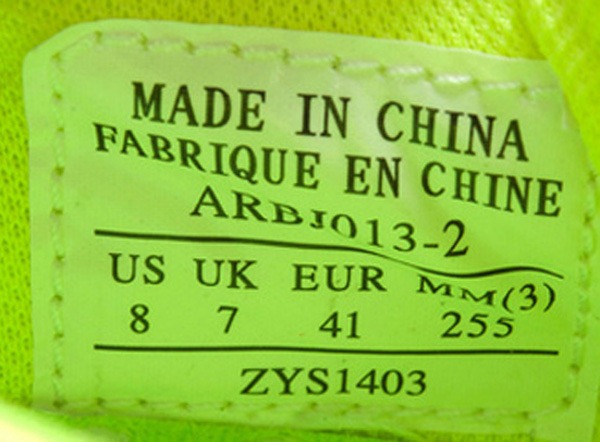 MADE IN CHINA
FABRIQUE EN CHINE
ARBJ013-2
US UK EUR MM(3)
8 7 41 255
ZYS1403